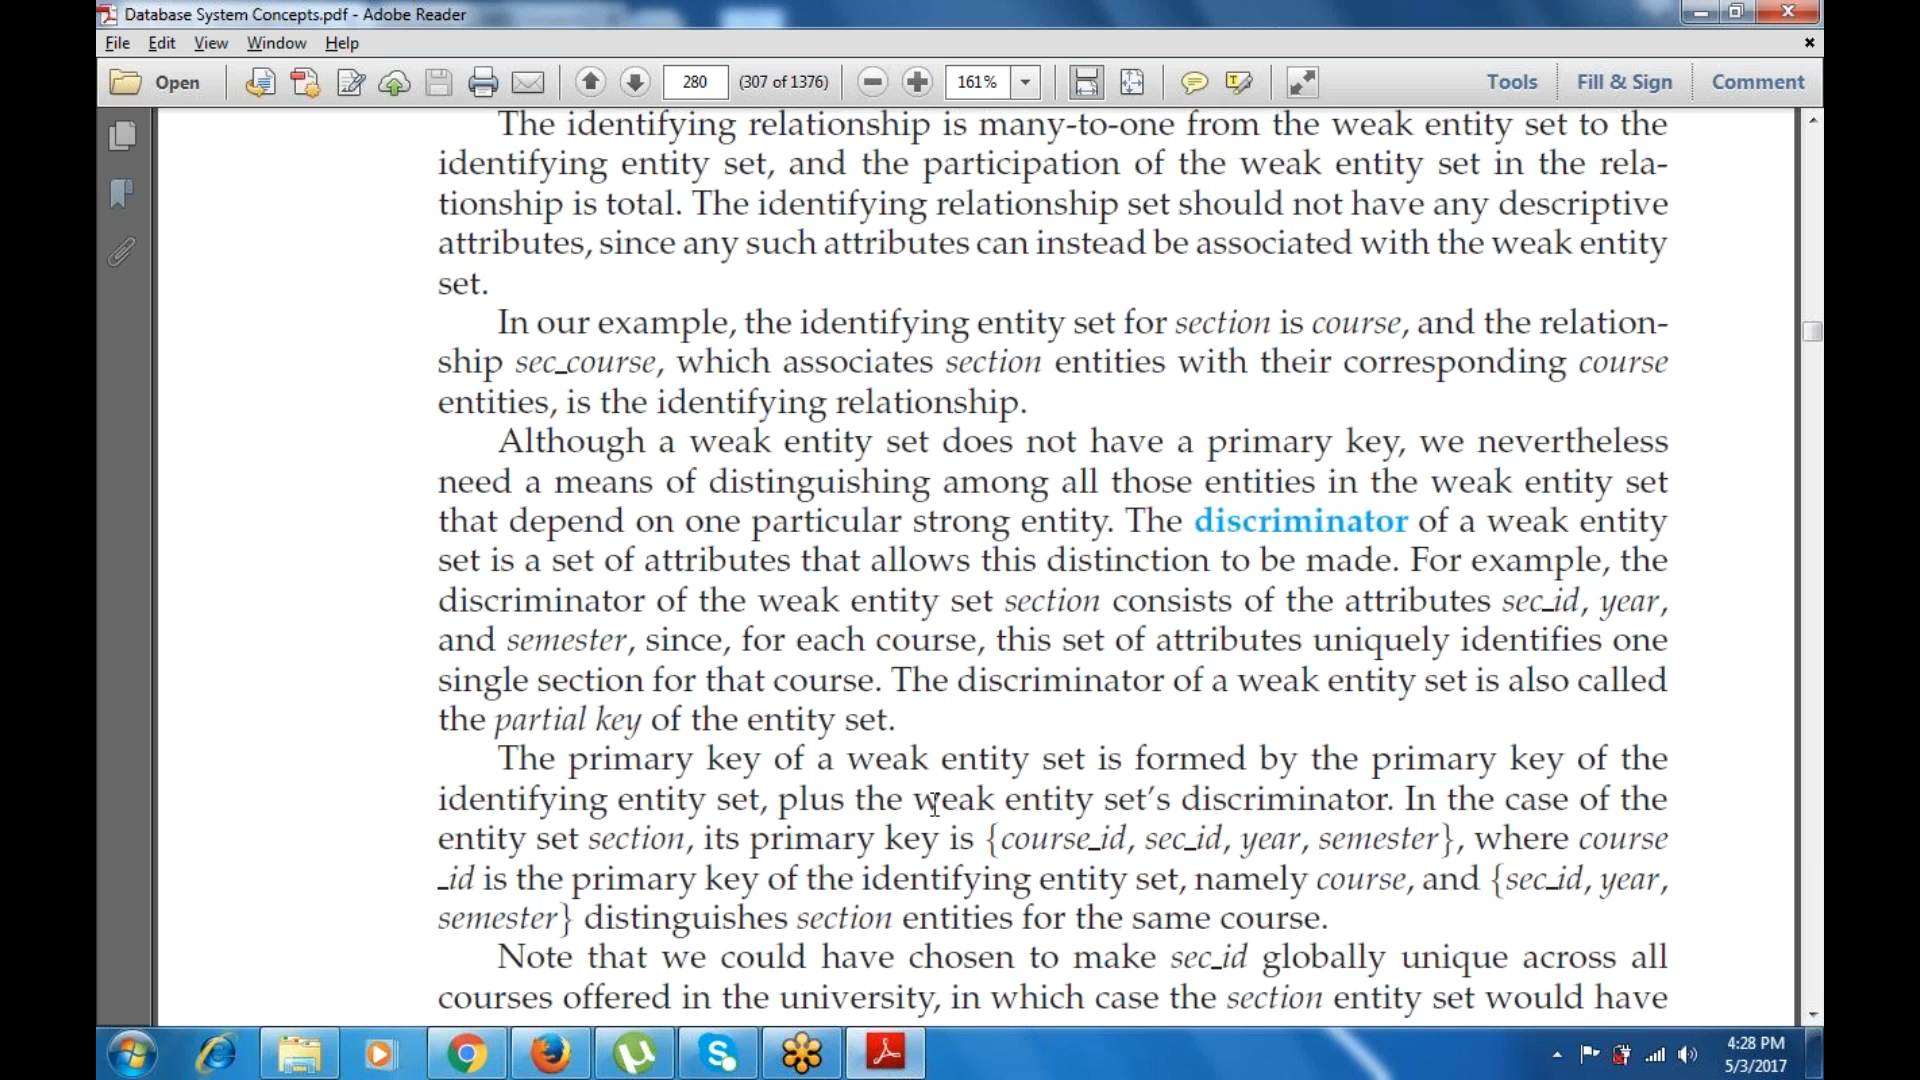 Database System Concepts.pdf - Adobe Reader
File Edit View Window Help
Open 280 (307 of 1376) 161% Tools Fill & Sign Comment
The identifying relationship is many-to-one from the weak entity set to the
identifying entity set, and the participation of the weak entity set in the rela-
tionship is total. The identifying relationship set should not have any descriptive
attributes, since any such attributes can instead be associated with the weak entity
set.
In our example, the identifying entity set for section is course, and the relation-
ship sec_course, which associates section entities with their corresponding course
entities, is the identifying relationship.
Although a weak entity set does not have a primary key, we nevertheless
need a means of distinguishing among all those entities in the weak entity set
that depend on one particular strong entity. The discriminator of a weak entity
set is a set of attributes that allows this distinction to be made. For example, the
discriminator of the weak entity set section consists of the attributes sec_id, year,
and semester, since, for each course, this set of attributes uniquely identifies one
single section for that course. The discriminator of a weak entity set is also called
the partial key of the entity set.
The primary key of a weak entity set is formed by the primary key of the
identifying entity set, plus the weak entity set's discriminator. In the case of the
entity set section, its primary key is {course_id, sec_id, year, semester}, where course
_id is the primary key of the identifying entity set, namely course, and {sec_id, year,
semester} distinguishes section entities for the same course.
Note that we could have chosen to make sec_id globally unique across all
courses offered in the university, in which case the section entity set would have
4:28 PM
5/3/2017